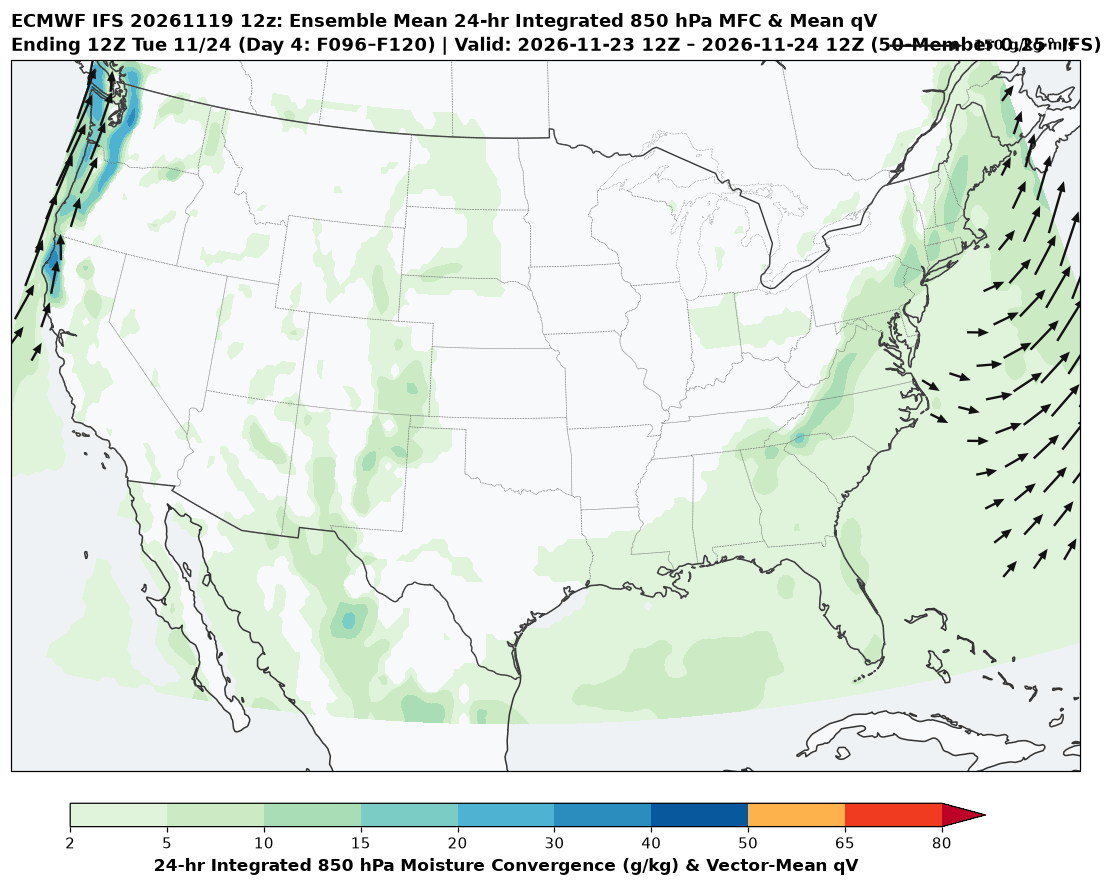 ECMWF IFS 20261119 12z: Ensemble Mean 24-hr Integrated 850 hPa MFC & Mean qV
Ending 12Z Tue 11/24 (Day 4: F096–F120) | Valid: 2026-11-23 12Z – 2026-11-24 12Z (50-Member 0.25° IFS)
2 5 10 15 20 30 40 50 65 80
24-hr Integrated 850 hPa Moisture Convergence (g/kg) & Vector-Mean qV